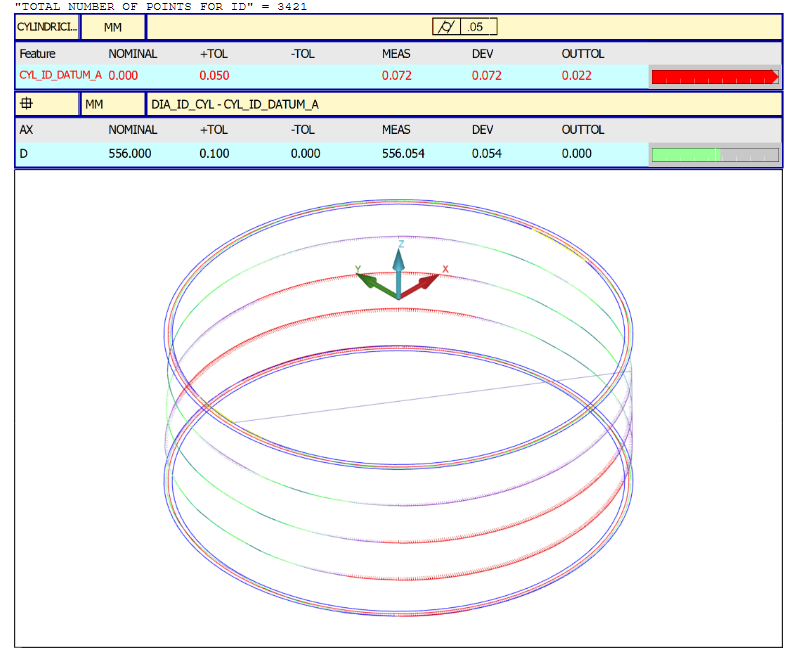 "TOTAL NUMBER OF POINTS FOR ID" = 3421
CYLINDRICI... MM .05
Feature NOMINAL +TOL -TOL MEAS DEV OUTTOL
CYL_ID_DATUM_A 0.000 0.050 0.072 0.072 0.022
MM DIA_ID_CYL - CYL_ID_DATUM_A
AX NOMINAL +TOL -TOL MEAS DEV OUTTOL
D 556.000 0.100 0.000 556.054 0.054 0.000
Z
Y X